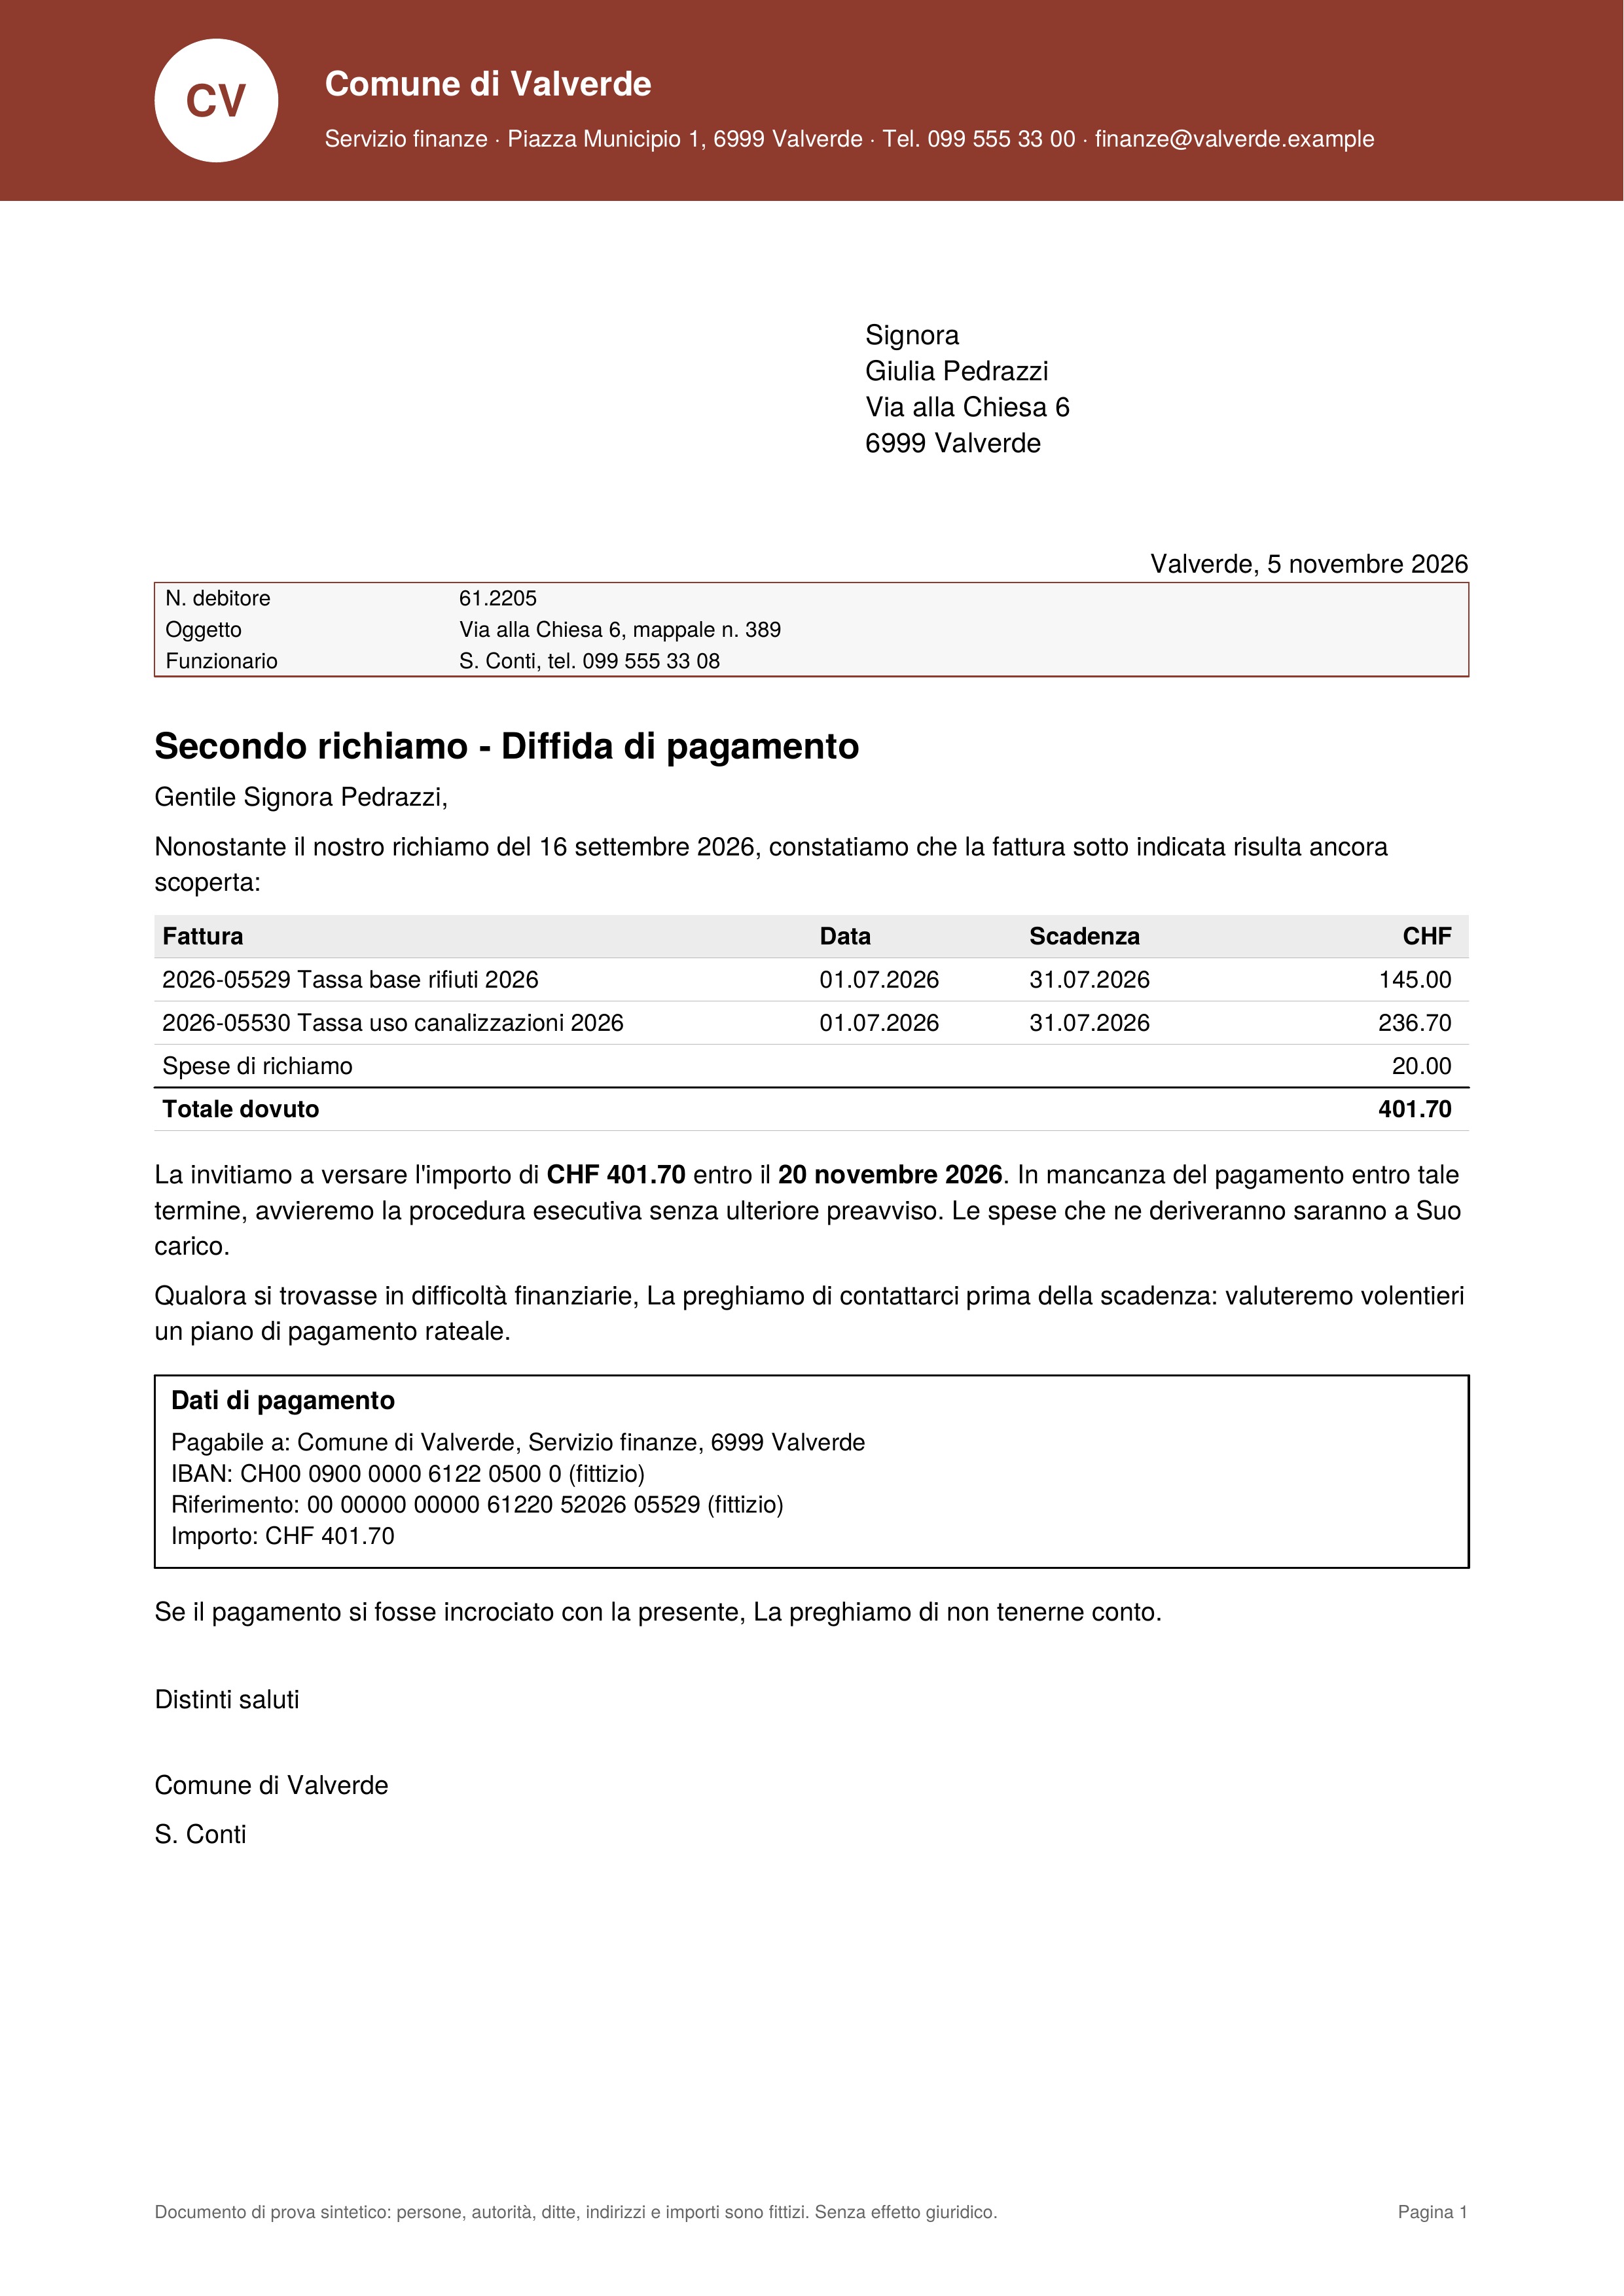 CV
Comune di Valverde
Servizio finanze · Piazza Municipio 1, 6999 Valverde · Tel. 099 555 33 00 · finanze@valverde.example
Signora
Giulia Pedrazzi
Via alla Chiesa 6
6999 Valverde
Valverde, 5 novembre 2026
N. debitore 61.2205
Oggetto Via alla Chiesa 6, mappale n. 389
Funzionario S. Conti, tel. 099 555 33 08
Secondo richiamo - Diffida di pagamento
Gentile Signora Pedrazzi,
Nonostante il nostro richiamo del 16 settembre 2026, constatiamo che la fattura sotto indicata risulta ancora
scoperta:
Fattura Data Scadenza CHF
2026-05529 Tassa base rifiuti 2026 01.07.2026 31.07.2026 145.00
2026-05530 Tassa uso canalizzazioni 2026 01.07.2026 31.07.2026 236.70
Spese di richiamo 20.00
Totale dovuto 401.70
La invitiamo a versare l'importo di CHF 401.70 entro il 20 novembre 2026. In mancanza del pagamento entro tale
termine, avvieremo la procedura esecutiva senza ulteriore preavviso. Le spese che ne deriveranno saranno a Suo
carico.
Qualora si trovasse in difficoltà finanziarie, La preghiamo di contattarci prima della scadenza: valuteremo volentieri
un piano di pagamento rateale.
Dati di pagamento
Pagabile a: Comune di Valverde, Servizio finanze, 6999 Valverde
IBAN: CH00 0900 0000 6122 0500 0 (fittizio)
Riferimento: 00 00000 00000 61220 52026 05529 (fittizio)
Importo: CHF 401.70
Se il pagamento si fosse incrociato con la presente, La preghiamo di non tenerne conto.
Distinti saluti
Comune di Valverde
S. Conti
Documento di prova sintetico: persone, autorità, ditte, indirizzi e importi sono fittizi. Senza effetto giuridico. Pagina 1